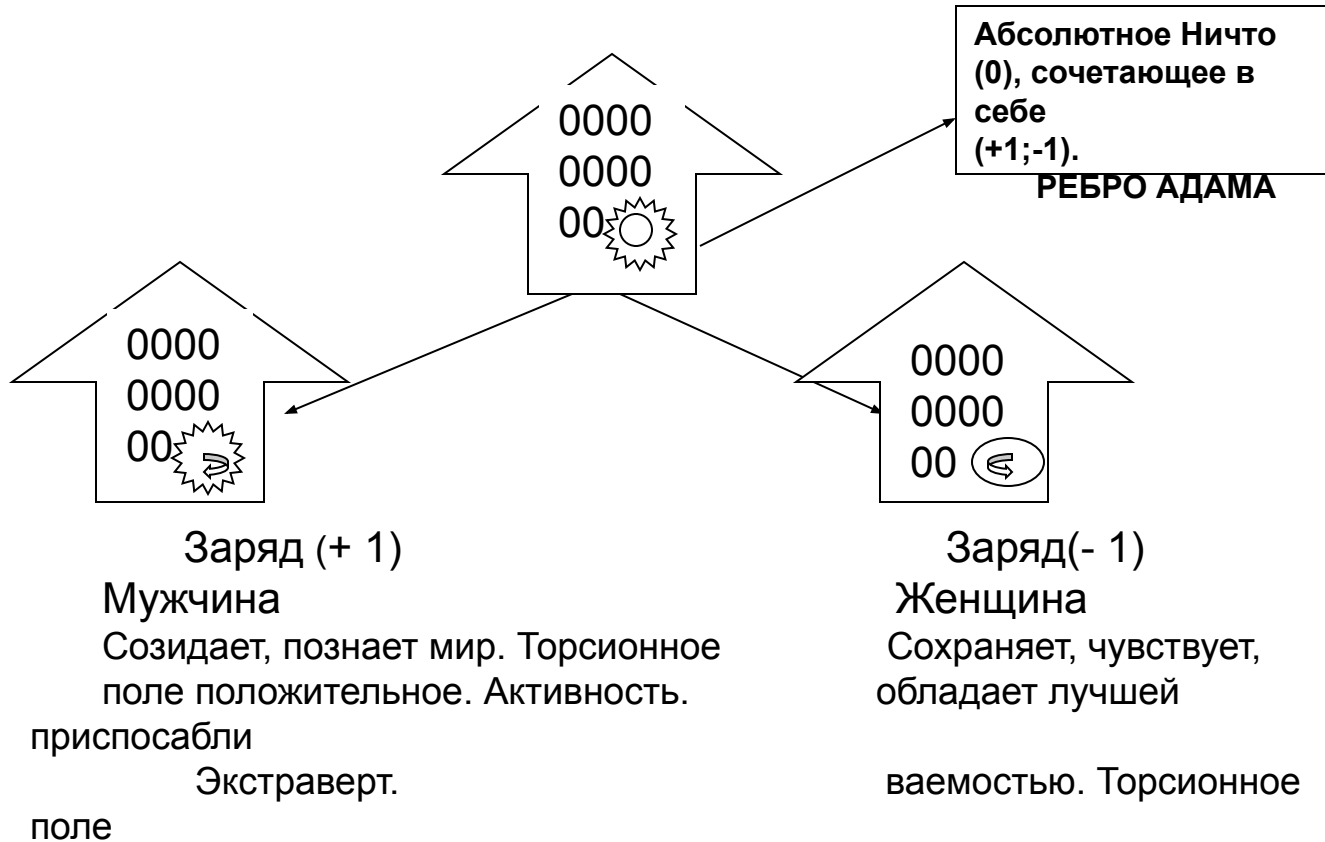 Абсолютное Ничто
(0), сочетающее в
себе
(+1;-1).
РЕБРО АДАМА
0000
0000
00
0000
0000
00
0000
0000
00
Заряд (+ 1) Заряд(- 1)
Мужчина Женщина
Созидает, познает мир. Торсионное Сохраняет, чувствует,
поле положительное. Активность. обладает лучшей
приспосабли
Экстраверт. ваемостью. Торсионное
поле